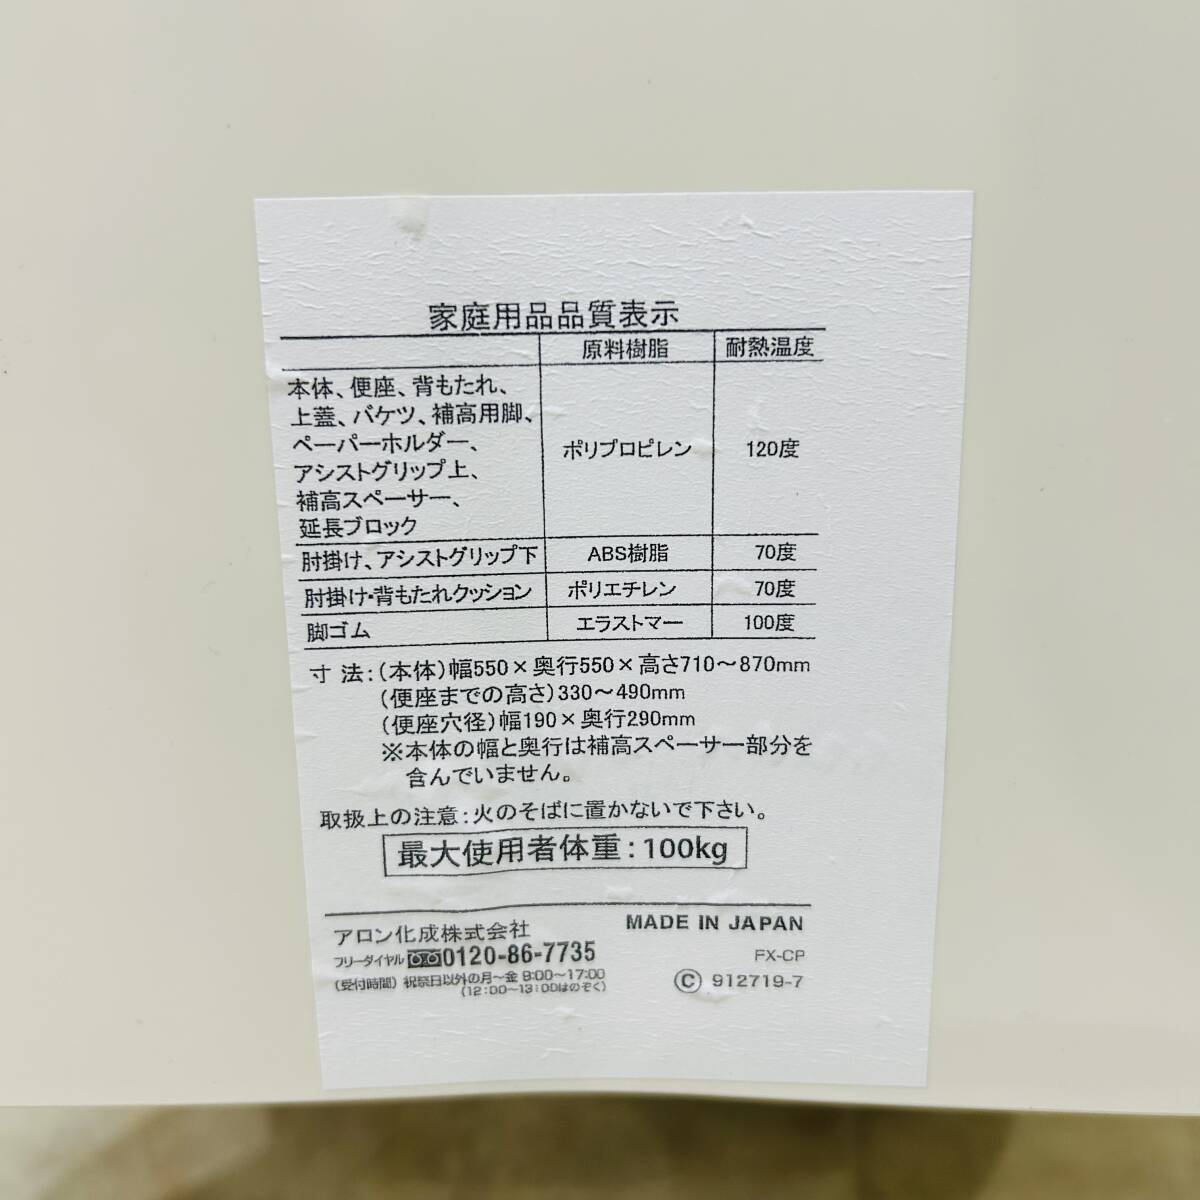 家庭用品品質表示
原料樹脂 耐熱温度
本体、便座、背もたれ、
上蓋、バケツ、補高用脚、
ペーパーホルダー、
アシストグリップ上、
補高スペーサー、
延長ブロック
ポリプロピレン 120度
肘掛け、アシストグリップ下 ABS樹脂 70度
肘掛け・背もたれクッション ポリエチレン 70度
脚ゴム エラストマー 100度
寸法:(本体)幅550×奥行550×高さ710〜870mm
(便座までの高さ)330〜490mm
(便座穴径)幅190×奥行290mm
※本体の幅と奥行は補高スペーサー部分を
含んでいません。
取扱上の注意:火のそばに置かないで下さい。
最大使用者体重:100kg
アロン化成株式会社
フリーダイヤル 0120-86-7735
(受付時間) 祝祭日以外の月〜金 9:00〜17:00
(12:00〜13:00はのぞく)
MADE IN JAPAN
FX-CP
Ⓒ 912719-7